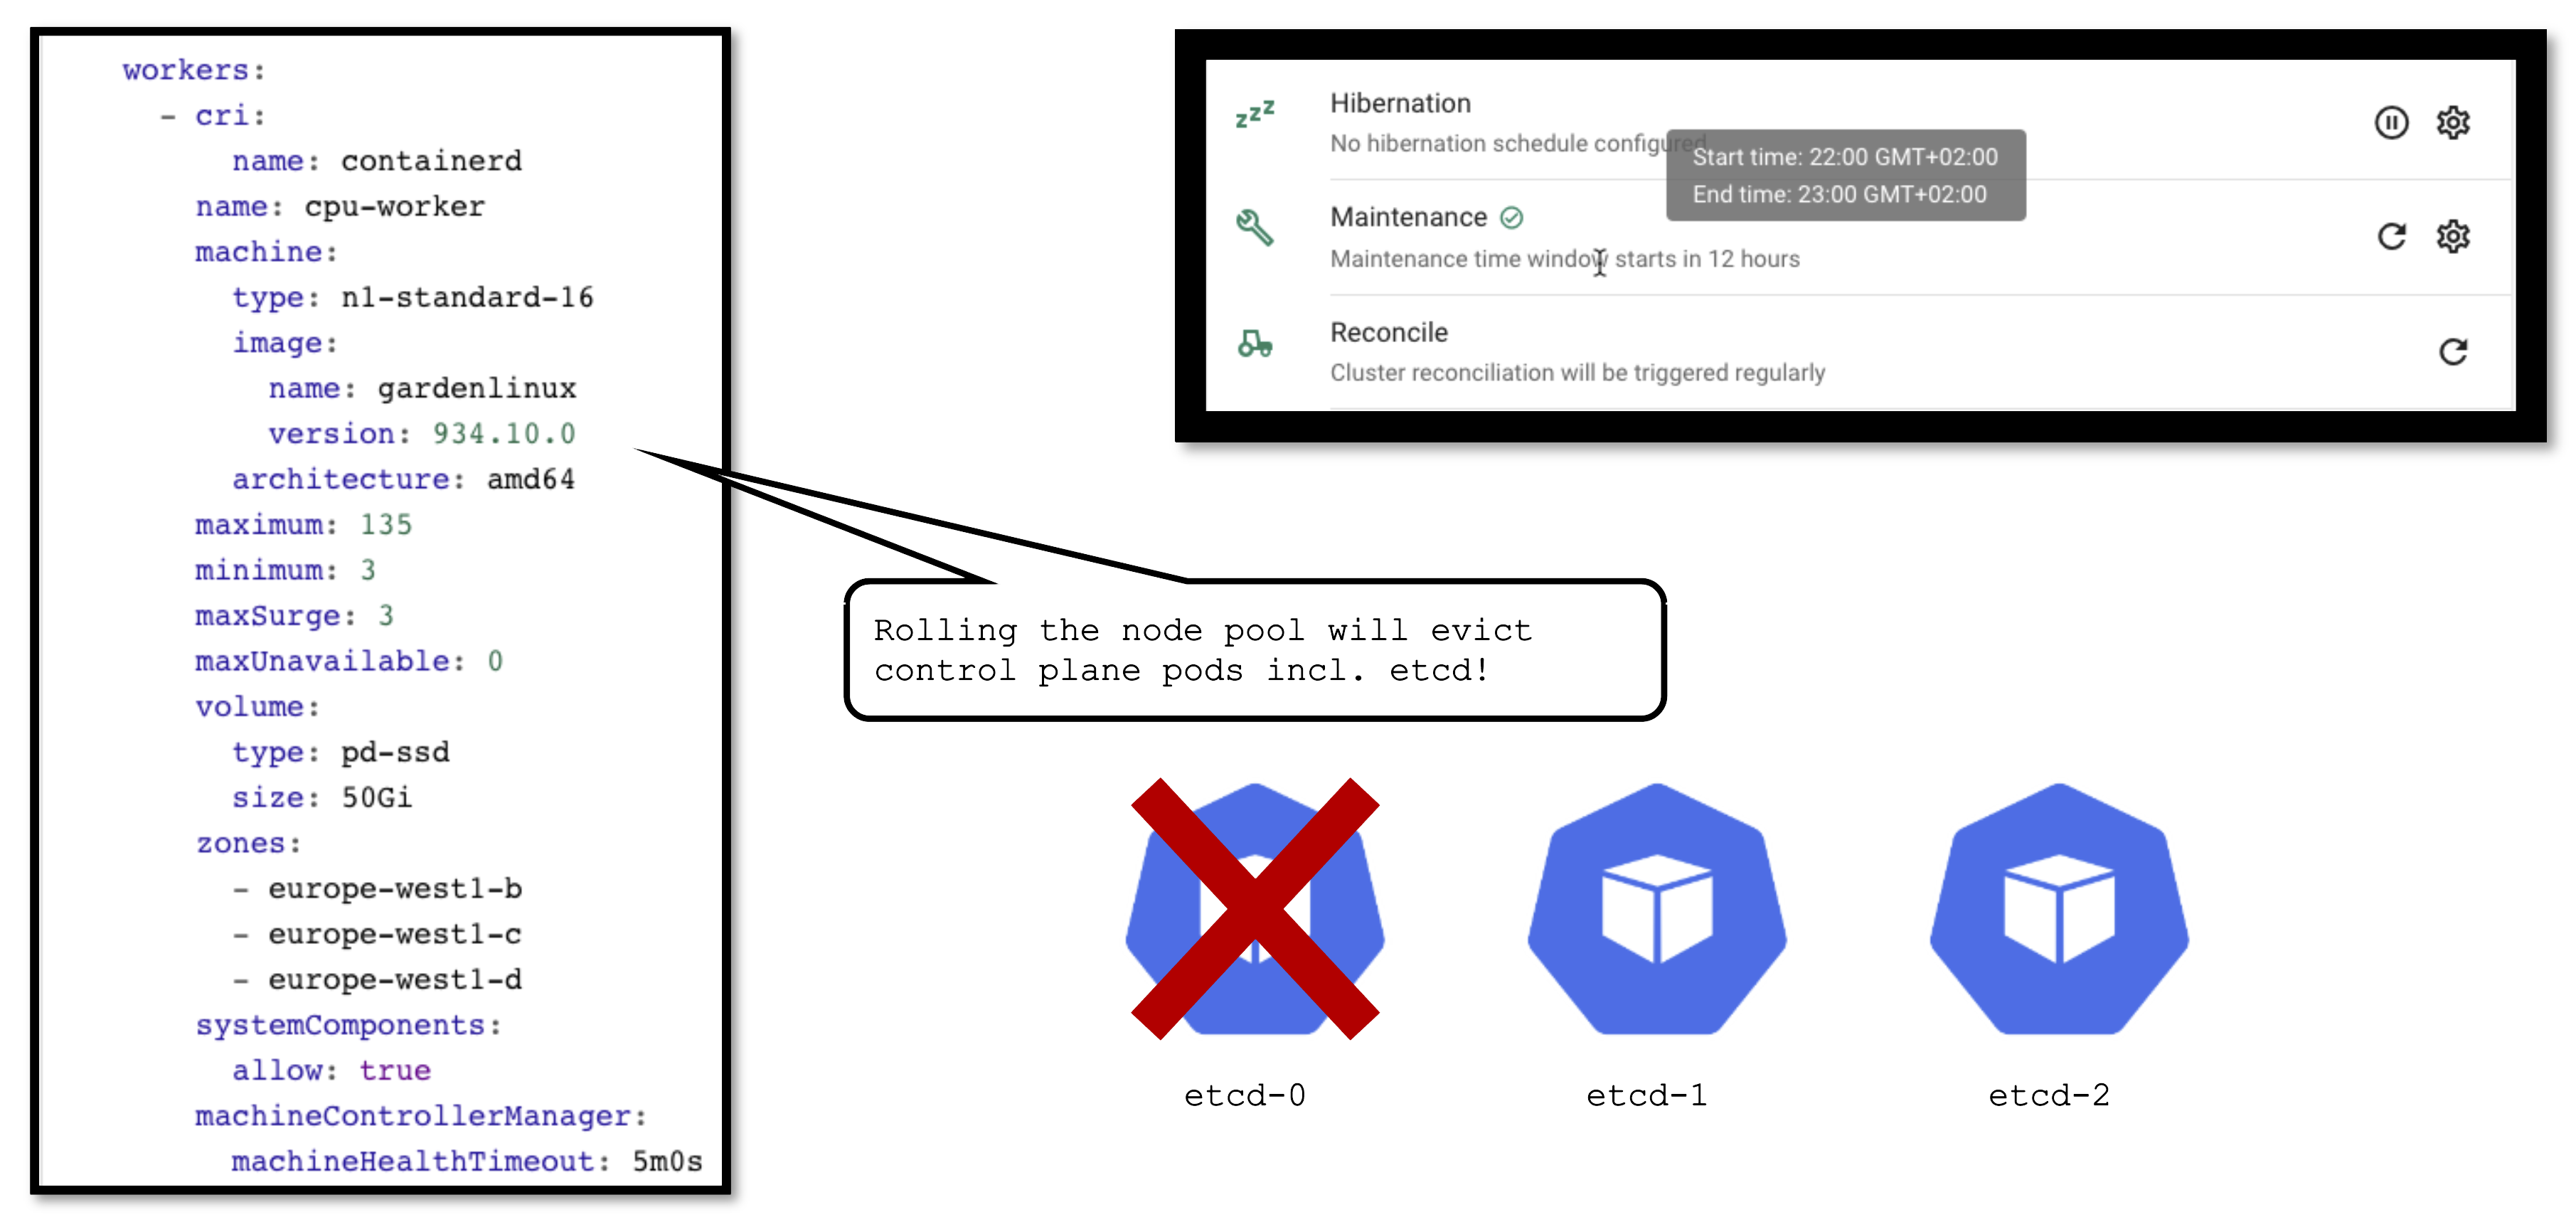 workers:
- cri:
name: containerd
name: cpu-worker
machine:
type: n1-standard-16
image:
name: gardenlinux
version: 934.10.0
architecture: amd64
maximum: 135
minimum: 3
maxSurge: 3
maxUnavailable: 0
volume:
type: pd-ssd
size: 50Gi
zones:
- europe-west1-b
- europe-west1-c
- europe-west1-d
systemComponents:
allow: true
machineControllerManager:
machineHealthTimeout: 5m0s
zzz
Hibernation
No hibernation schedule configured
Start time: 22:00 GMT+02:00
End time: 23:00 GMT+02:00
Maintenance
Maintenance time window starts in 12 hours
Reconcile
Cluster reconciliation will be triggered regularly
Rolling the node pool will evict
control plane pods incl. etcd!
etcd-0
etcd-1
etcd-2